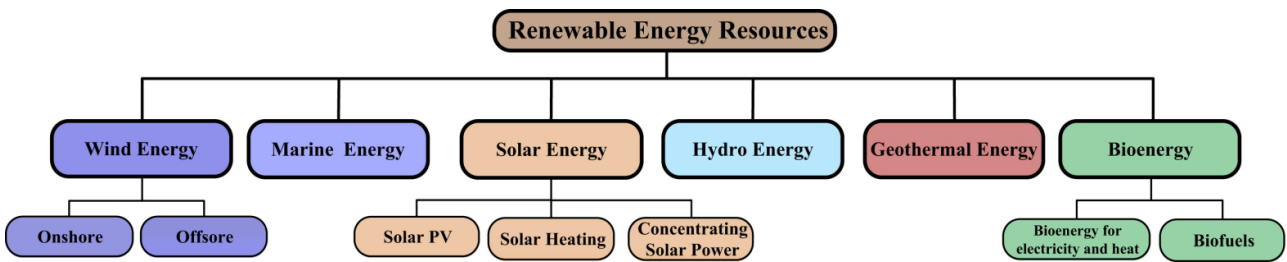 Renewable Energy Resources
Wind Energy
Marine Energy
Solar Energy
Hydro Energy
Geothermal Energy
Bioenergy
Onshore
Offsore
Solar PV
Solar Heating
Concentrating
Solar Power
Bioenergy for
electricity and heat
Biofuels